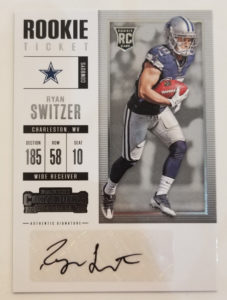 ROOKIE
TICKET
RC
COWBOYS
RYAN
SWITZER
CHARLESTON, WV
SECTION ROW SEAT
185 58 10
WIDE RECEIVER
CONTENDERS
AUTHENTIC SIGNATURE